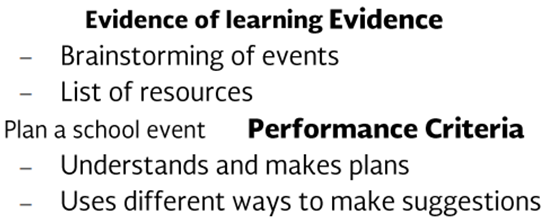 Evidence of learning Evidence
– Brainstorming of events
– List of resources
Plan a school event Performance Criteria
– Understands and makes plans
– Uses different ways to make suggestions